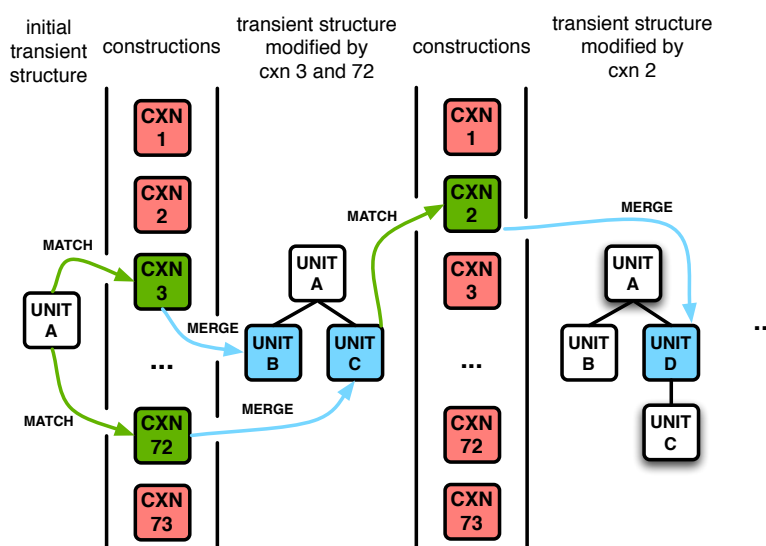 initial
transient
structure
constructions
transient structure
modified by
cxn 3 and 72
constructions
transient structure
modified by
cxn 2
CXN
1
CXN
2
CXN
3
...
CXN
72
CXN
73
MATCH
UNIT
A
MATCH
MERGE
MERGE
UNIT
A
UNIT
B
UNIT
C
MATCH
CXN
1
CXN
2
CXN
3
...
CXN
72
CXN
73
MERGE
UNIT
A
UNIT
B
UNIT
D
UNIT
C
...